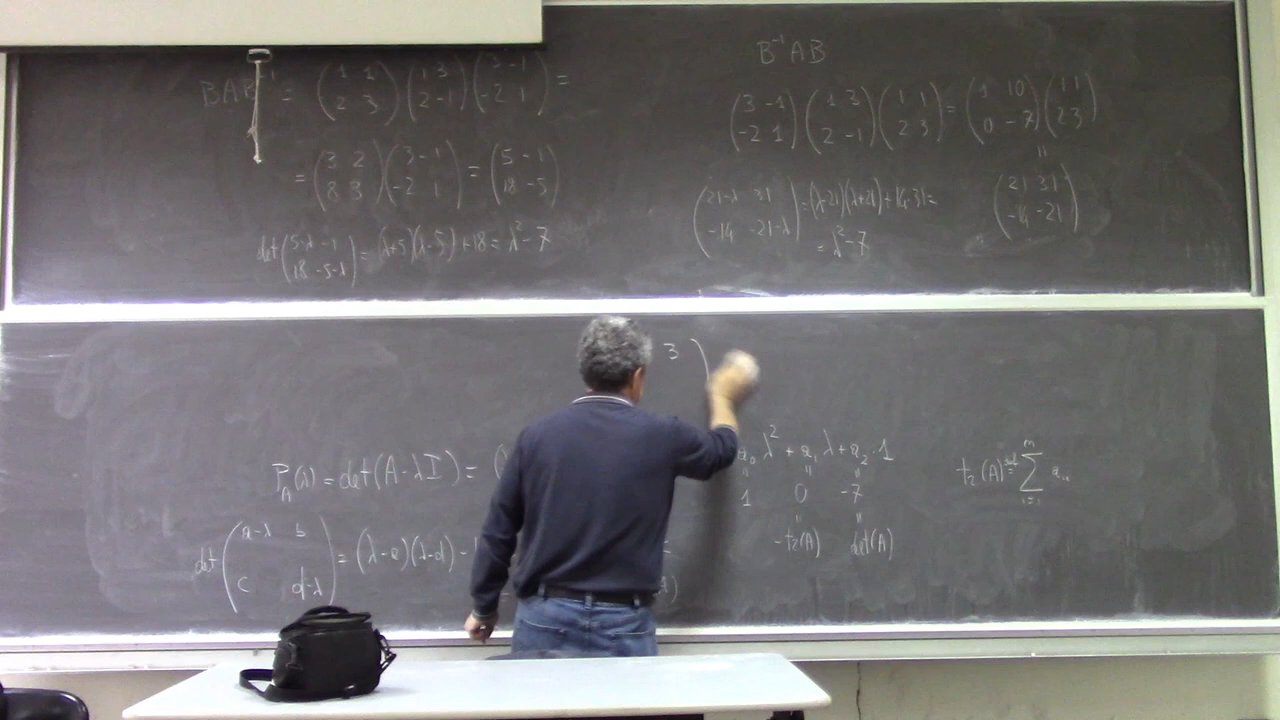 BAB⁻¹ = (1 1 / 2 3)(1 3 / 2 -1)(3 -1 / -2 1) =
= (3 2 / 8 3)(3 -1 / -2 1) = (5 -1 / 18 -5)
det(5-λ -1 / 18 -5-λ) = (λ+5)(λ-5)+18 = λ²-7
B⁻¹AB
(3 -1 / -2 1)(1 3 / 2 -1)(1 1 / 2 3) = (1 10 / 0 -7)(1 1 / 2 3)
=
(21-λ 31 / -14 -21-λ) = (λ-21)(λ+21)+14·31=
= λ²-7
(21 31 / -14 -21)
3 )
P_A(λ) = det(A-λI) = (
a₀λ² + a₁λ + a₂·1
= = =
1 0 -7
= =
-tr(A) det(A)
det(a-λ b / c d-λ) = (λ-a)(λ-d) -
tr(A) = Σ